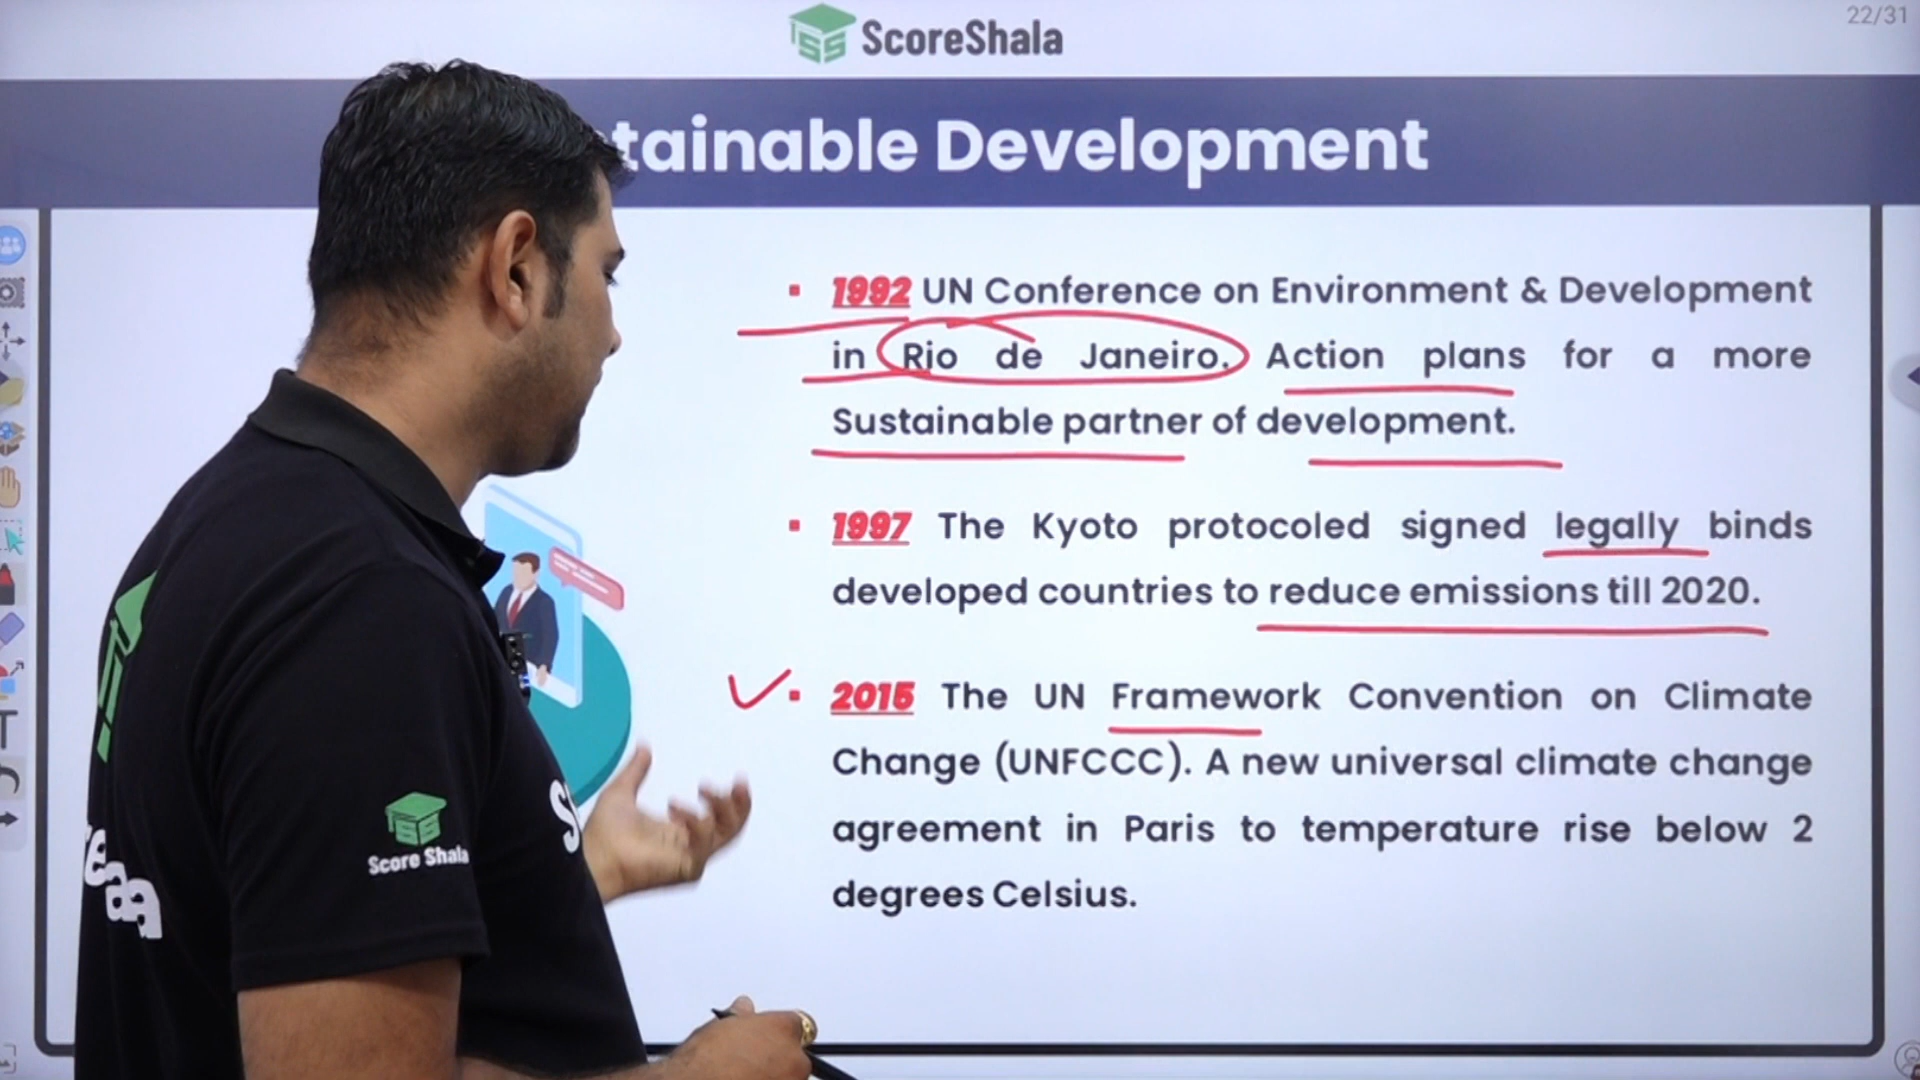 22/31
ScoreShala
tainable Development
▪ 1992 UN Conference on Environment & Development
in Rio de Janeiro. Action plans for a more
Sustainable partner of development.
▪ 1997 The Kyoto protocoled signed legally binds
developed countries to reduce emissions till 2020.
▪ 2015 The UN Framework Convention on Climate
Change (UNFCCC). A new universal climate change
agreement in Paris to temperature rise below 2
degrees Celsius.
Score Shala